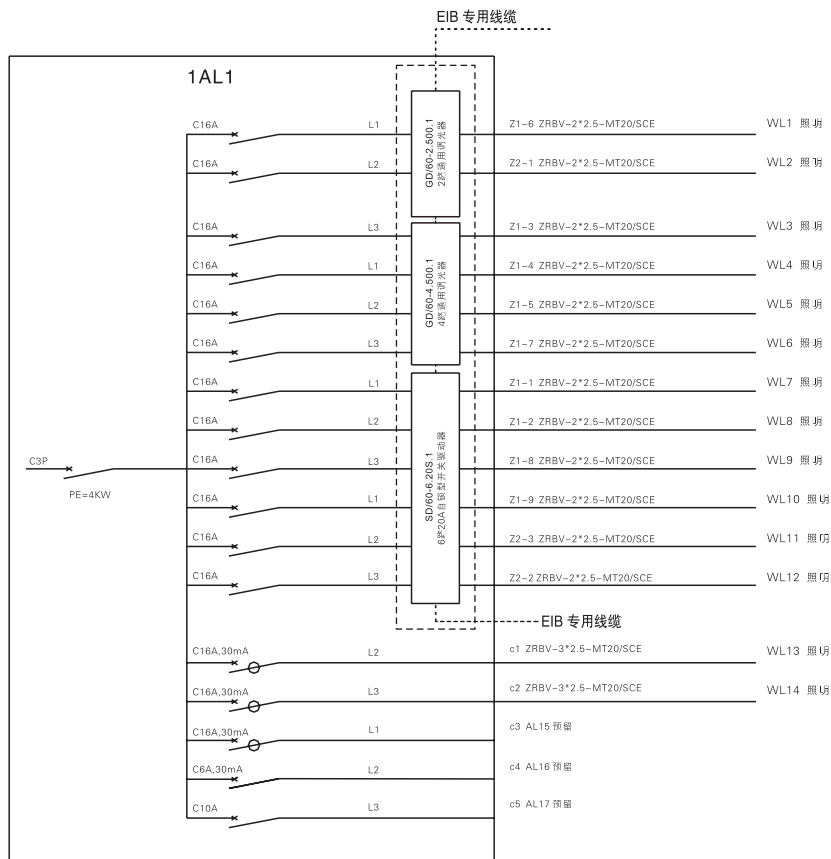 EIB 专用线缆
1AL1
C16A L1 Z1-6 ZRBV-2*2.5-MT20/SCE WL1 照明
C16A L2 Z2-1 ZRBV-2*2.5-MT20/SCE WL2 照明
GD/60-2.500.1
2路通用调光器
C16A L3 Z1-3 ZRBV-2*2.5-MT20/SCE WL3 照明
C16A L1 Z1-4 ZRBV-2*2.5-MT20/SCE WL4 照明
C16A L2 Z1-5 ZRBV-2*2.5-MT20/SCE WL5 照明
C16A L3 Z1-7 ZRBV-2*2.5-MT20/SCE WL6 照明
GD/60-4.500.1
4路通用调光器
C16A L1 Z1-1 ZRBV-2*2.5-MT20/SCE WL7 照明
C16A L2 Z1-2 ZRBV-2*2.5-MT20/SCE WL8 照明
C3P C16A L3 Z1-8 ZRBV-2*2.5-MT20/SCE WL9 照明
PE=4KW
C16A L1 Z1-9 ZRBV-2*2.5-MT20/SCE WL10 照明
C16A L2 Z2-3 ZRBV-2*2.5-MT20/SCE WL11 照明
C16A L3 Z2-2 ZRBV-2*2.5-MT20/SCE WL12 照明
SD/60-6.20S.1
6路20A自锁型开关驱动器
EIB 专用线缆
C16A,30mA L2 c1 ZRBV-3*2.5-MT20/SCE WL13 照明
C16A,30mA L3 c2 ZRBV-3*2.5-MT20/SCE WL14 照明
C16A,30mA L1 c3 AL15 预留
C6A,30mA L2 c4 AL16 预留
C10A L3 c5 AL17 预留